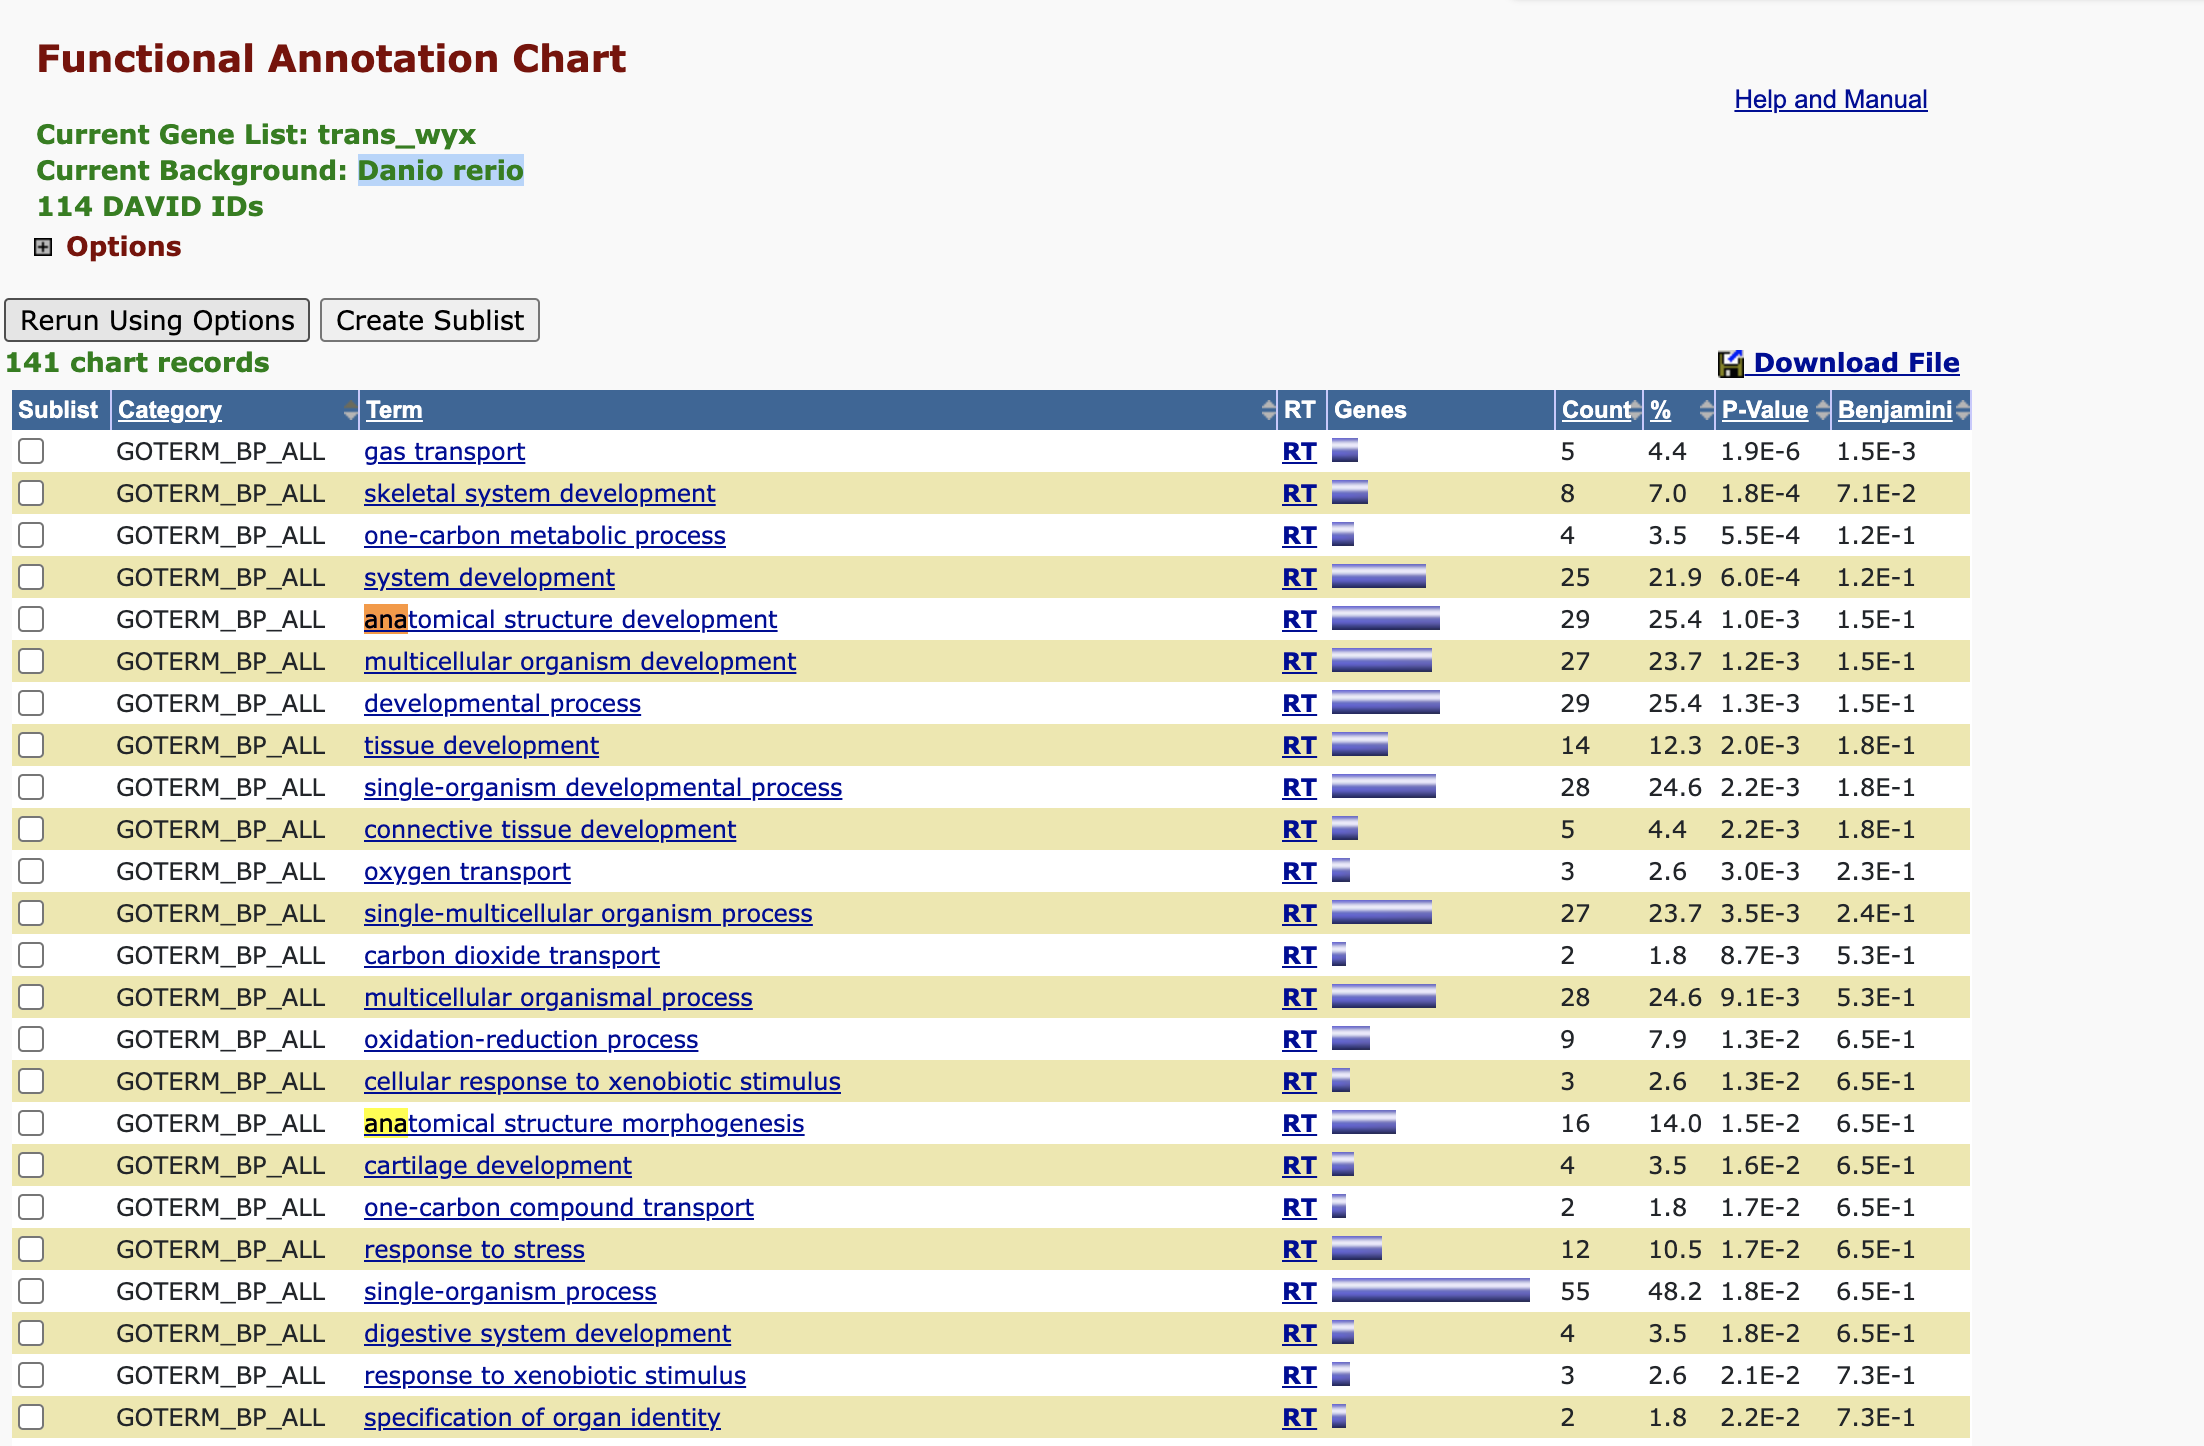 Functional Annotation Chart
Help and Manual
Current Gene List: trans_wyx
Current Background: Danio rerio
114 DAVID IDs
Options
Rerun Using Options Create Sublist
141 chart records Download File
Sublist Category Term RT Genes Count % P-Value Benjamini
GOTERM_BP_ALL gas transport RT 5 4.4 1.9E-6 1.5E-3
GOTERM_BP_ALL skeletal system development RT 8 7.0 1.8E-4 7.1E-2
GOTERM_BP_ALL one-carbon metabolic process RT 4 3.5 5.5E-4 1.2E-1
GOTERM_BP_ALL system development RT 25 21.9 6.0E-4 1.2E-1
GOTERM_BP_ALL anatomical structure development RT 29 25.4 1.0E-3 1.5E-1
GOTERM_BP_ALL multicellular organism development RT 27 23.7 1.2E-3 1.5E-1
GOTERM_BP_ALL developmental process RT 29 25.4 1.3E-3 1.5E-1
GOTERM_BP_ALL tissue development RT 14 12.3 2.0E-3 1.8E-1
GOTERM_BP_ALL single-organism developmental process RT 28 24.6 2.2E-3 1.8E-1
GOTERM_BP_ALL connective tissue development RT 5 4.4 2.2E-3 1.8E-1
GOTERM_BP_ALL oxygen transport RT 3 2.6 3.0E-3 2.3E-1
GOTERM_BP_ALL single-multicellular organism process RT 27 23.7 3.5E-3 2.4E-1
GOTERM_BP_ALL carbon dioxide transport RT 2 1.8 8.7E-3 5.3E-1
GOTERM_BP_ALL multicellular organismal process RT 28 24.6 9.1E-3 5.3E-1
GOTERM_BP_ALL oxidation-reduction process RT 9 7.9 1.3E-2 6.5E-1
GOTERM_BP_ALL cellular response to xenobiotic stimulus RT 3 2.6 1.3E-2 6.5E-1
GOTERM_BP_ALL anatomical structure morphogenesis RT 16 14.0 1.5E-2 6.5E-1
GOTERM_BP_ALL cartilage development RT 4 3.5 1.6E-2 6.5E-1
GOTERM_BP_ALL one-carbon compound transport RT 2 1.8 1.7E-2 6.5E-1
GOTERM_BP_ALL response to stress RT 12 10.5 1.7E-2 6.5E-1
GOTERM_BP_ALL single-organism process RT 55 48.2 1.8E-2 6.5E-1
GOTERM_BP_ALL digestive system development RT 4 3.5 1.8E-2 6.5E-1
GOTERM_BP_ALL response to xenobiotic stimulus RT 3 2.6 2.1E-2 7.3E-1
GOTERM_BP_ALL specification of organ identity RT 2 1.8 2.2E-2 7.3E-1